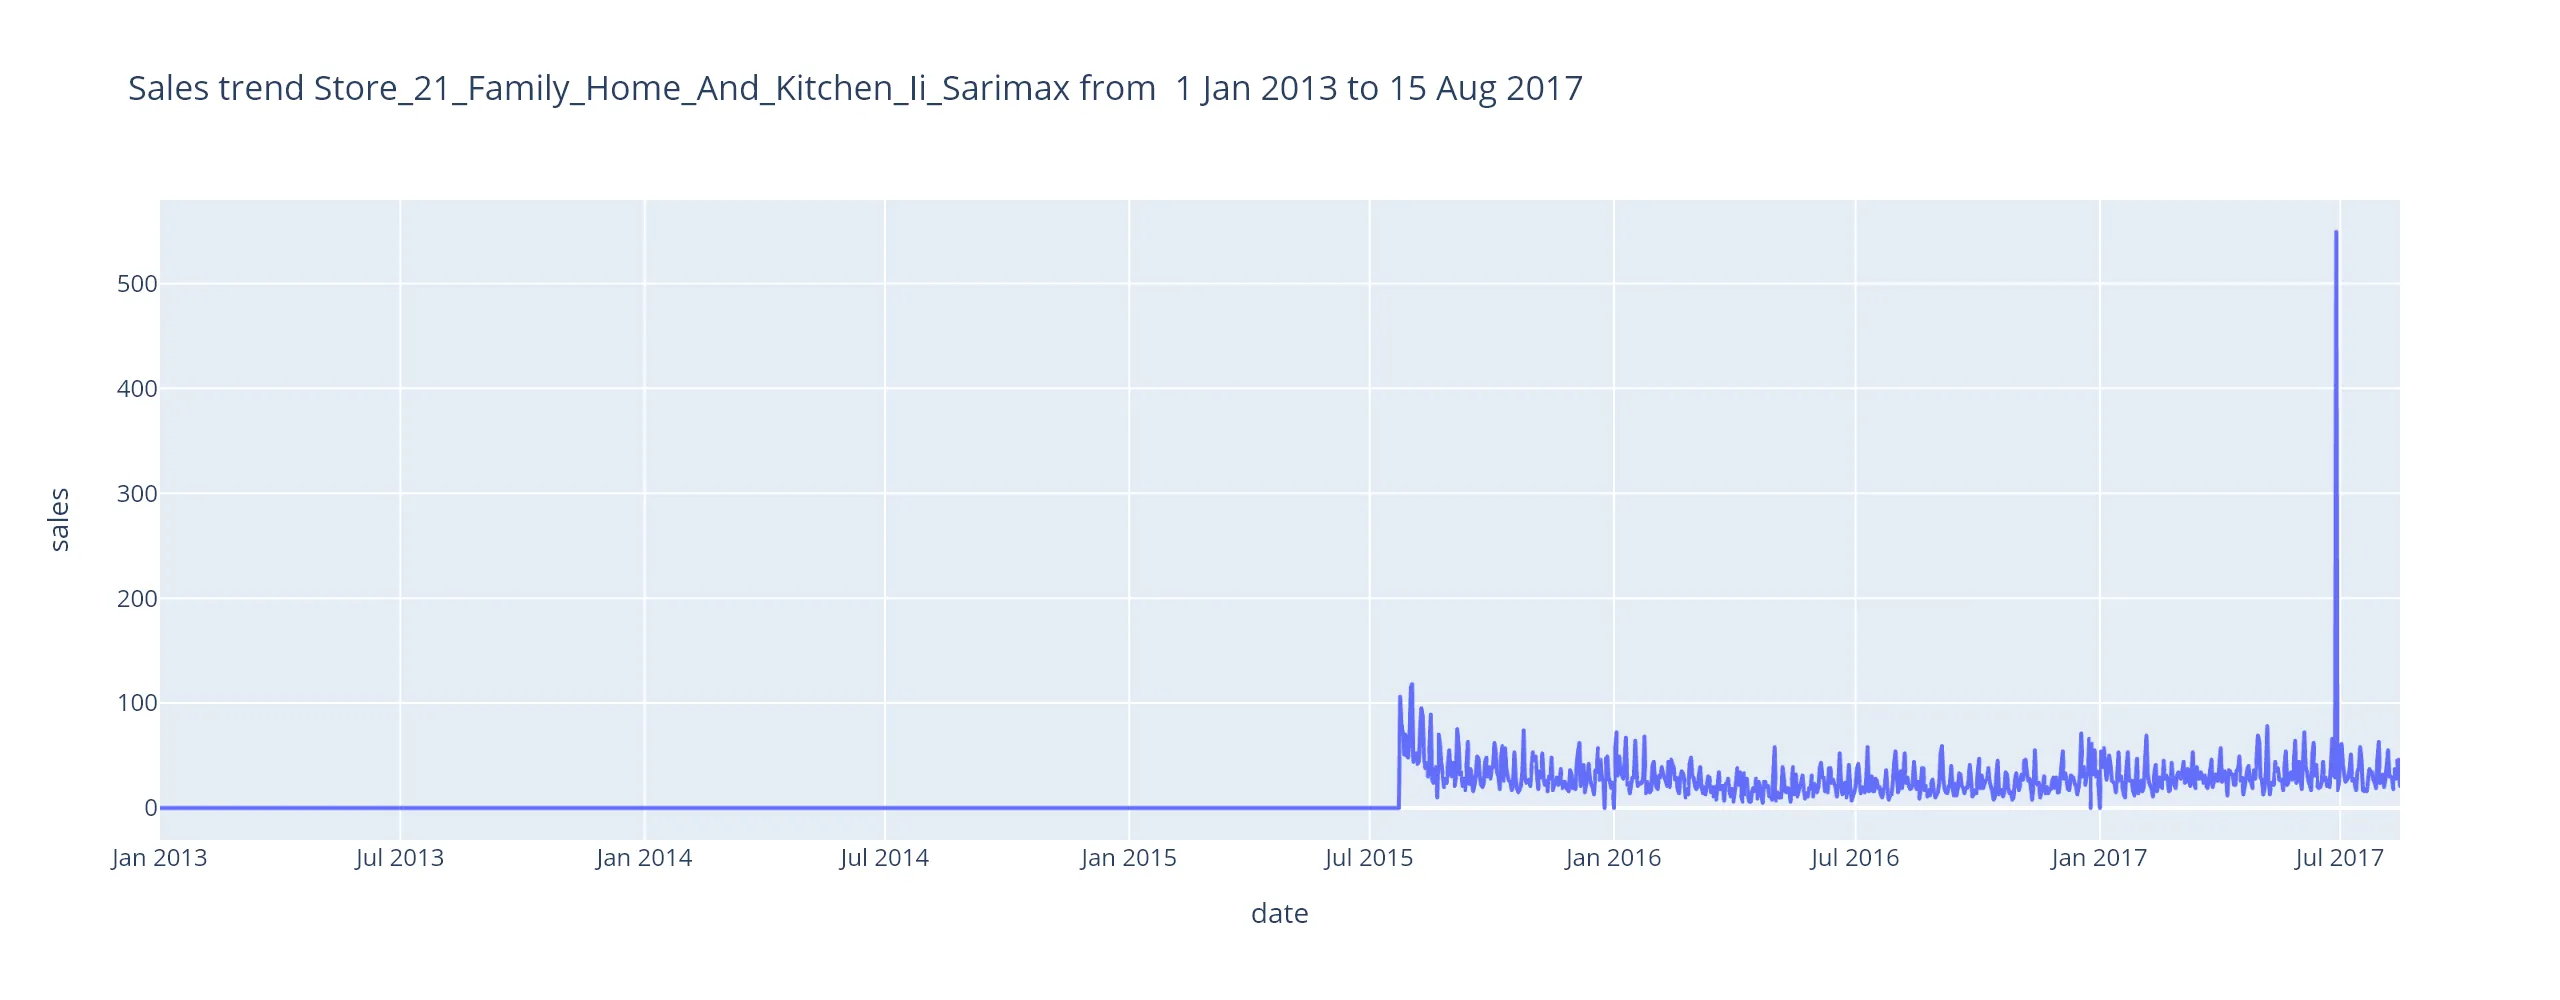 Sales trend Store_21_Family_Home_And_Kitchen_Ii_Sarimax from  1 Jan 2013 to 15 Aug 2017
500
400
300
200
100
0
sales
Jan 2013 Jul 2013 Jan 2014 Jul 2014 Jan 2015 Jul 2015 Jan 2016 Jul 2016 Jan 2017 Jul 2017
date